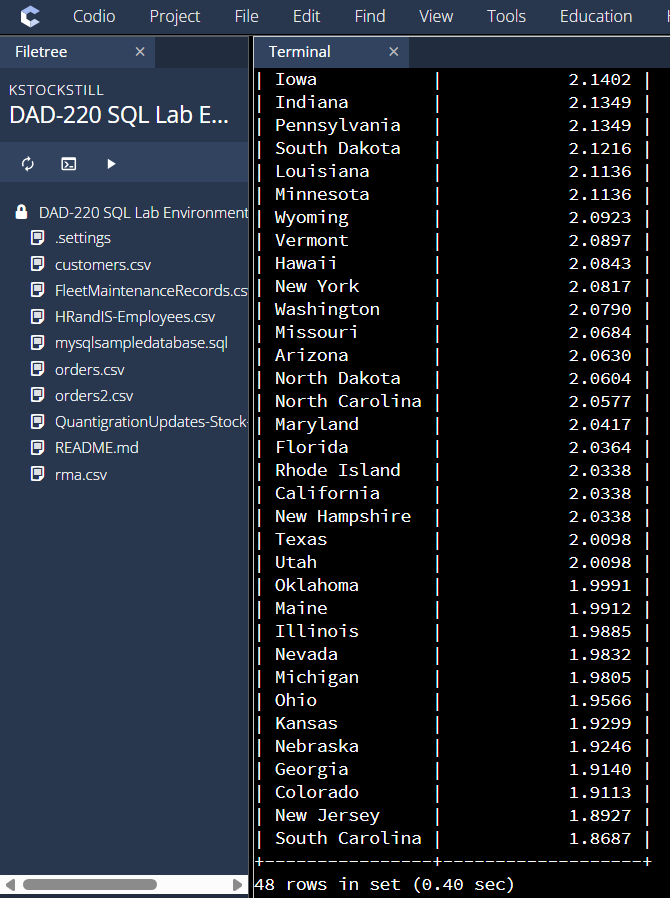 Codio Project File Edit Find View Tools Education
Filetree ×
KSTOCKSTILL
DAD-220 SQL Lab E...
DAD-220 SQL Lab Environment
.settings
customers.csv
FleetMaintenanceRecords.cs
HRandIS-Employees.csv
mysqlsampledatabase.sql
orders.csv
orders2.csv
QuantigrationUpdates-Stock-
README.md
rma.csv
Terminal ×
| Iowa | 2.1402 |
| Indiana | 2.1349 |
| Pennsylvania | 2.1349 |
| South Dakota | 2.1216 |
| Louisiana | 2.1136 |
| Minnesota | 2.1136 |
| Wyoming | 2.0923 |
| Vermont | 2.0897 |
| Hawaii | 2.0843 |
| New York | 2.0817 |
| Washington | 2.0790 |
| Missouri | 2.0684 |
| Arizona | 2.0630 |
| North Dakota | 2.0604 |
| North Carolina | 2.0577 |
| Maryland | 2.0417 |
| Florida | 2.0364 |
| Rhode Island | 2.0338 |
| California | 2.0338 |
| New Hampshire | 2.0338 |
| Texas | 2.0098 |
| Utah | 2.0098 |
| Oklahoma | 1.9991 |
| Maine | 1.9912 |
| Illinois | 1.9885 |
| Nevada | 1.9832 |
| Michigan | 1.9805 |
| Ohio | 1.9566 |
| Kansas | 1.9299 |
| Nebraska | 1.9246 |
| Georgia | 1.9140 |
| Colorado | 1.9113 |
| New Jersey | 1.8927 |
| South Carolina | 1.8687 |
+----------------+-------------------+
48 rows in set (0.40 sec)